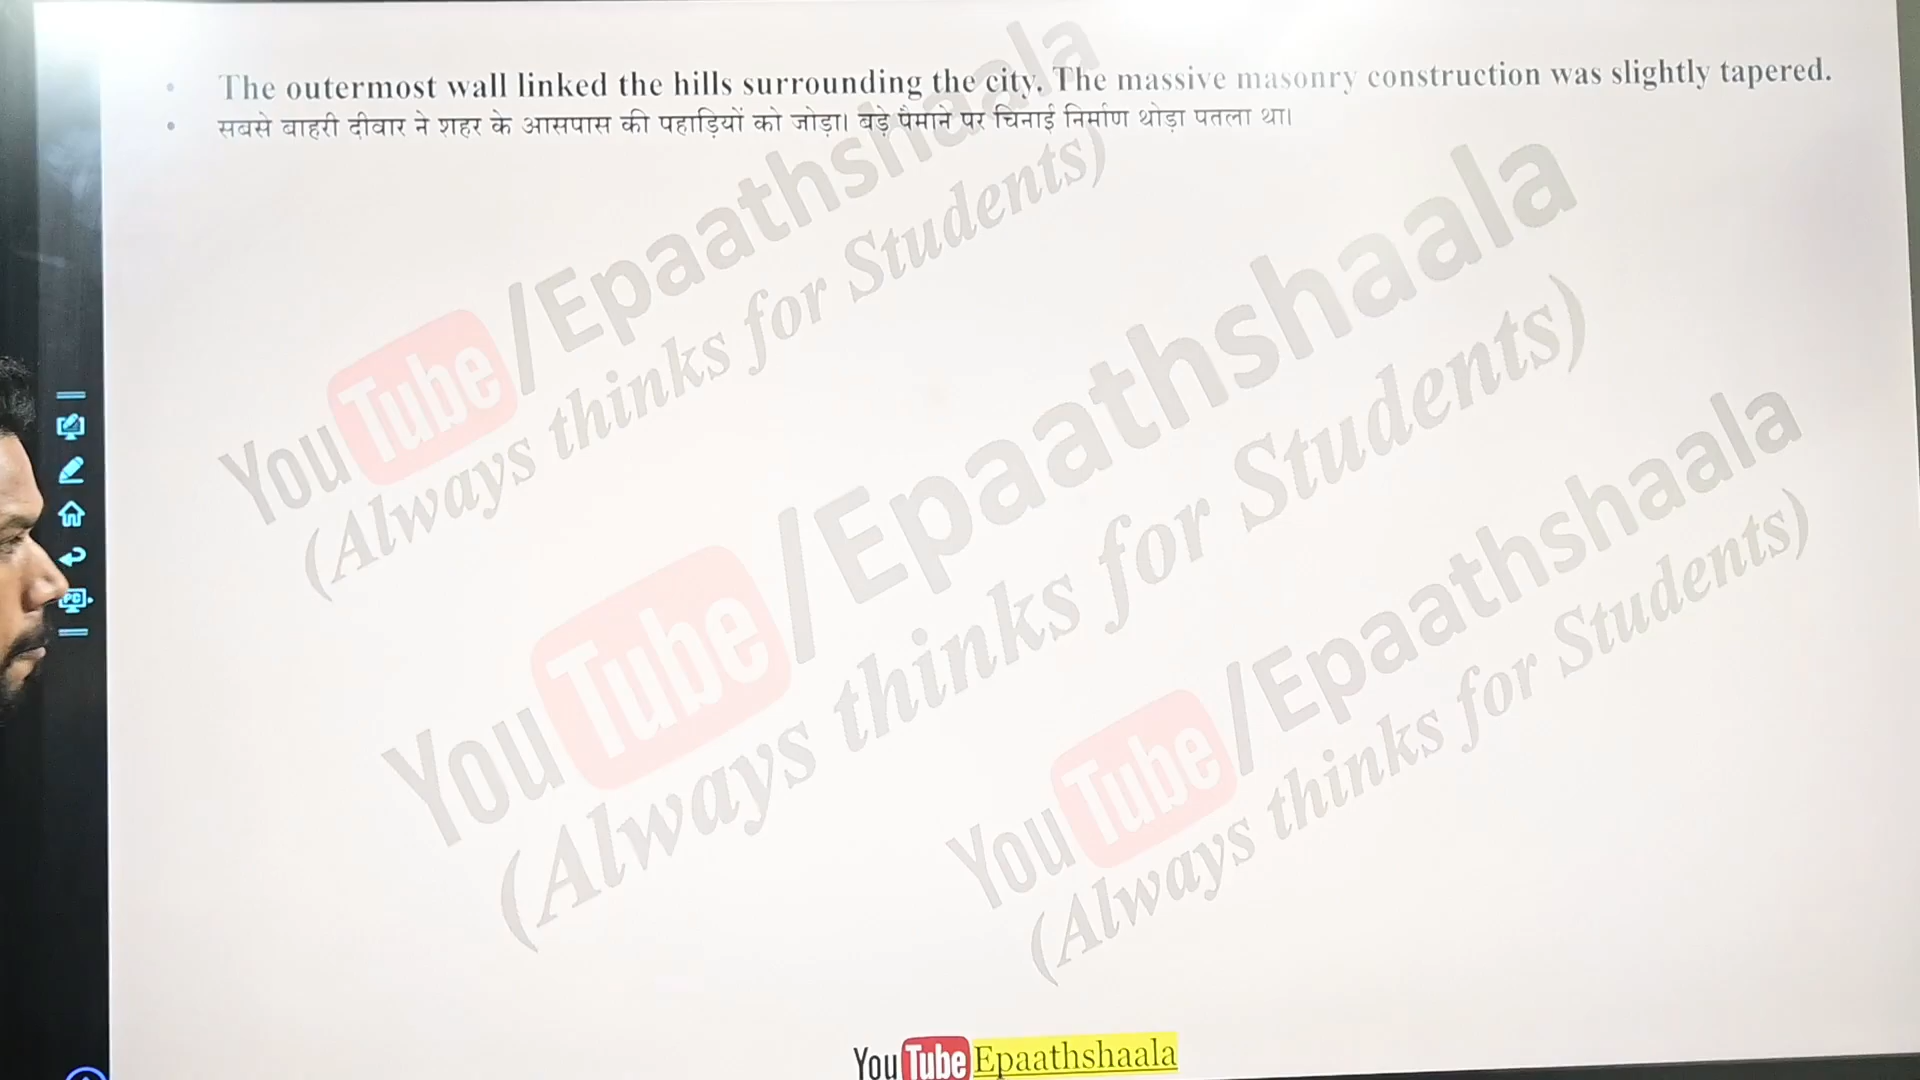 The outermost wall linked the hills surrounding the city. The massive masonry construction was slightly tapered.
सबसे बाहरी दीवार ने शहर के आसपास की पहाड़ियों को जोड़ा। बड़े पैमाने पर चिनाई निर्माण थोड़ा पतला था।
YouTube/Epaathshaala
(Always thinks for Students)
YouTube/Epaathshaala
(Always thinks for Students)
YouTube/Epaathshaala
(Always thinks for Students)
PC
YouTube Epaathshaala